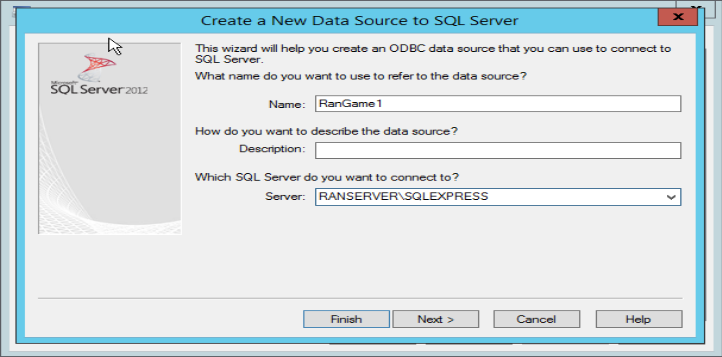 Create a New Data Source to SQL Server
x
This wizard will help you create an ODBC data source that you can use to connect to
SQL Server.
What name do you want to use to refer to the data source?
Microsoft
SQL Server 2012
Name: RanGame1
How do you want to describe the data source?
Description:
Which SQL Server do you want to connect to?
Server: RANSERVER\SQLEXPRESS
Finish Next > Cancel Help